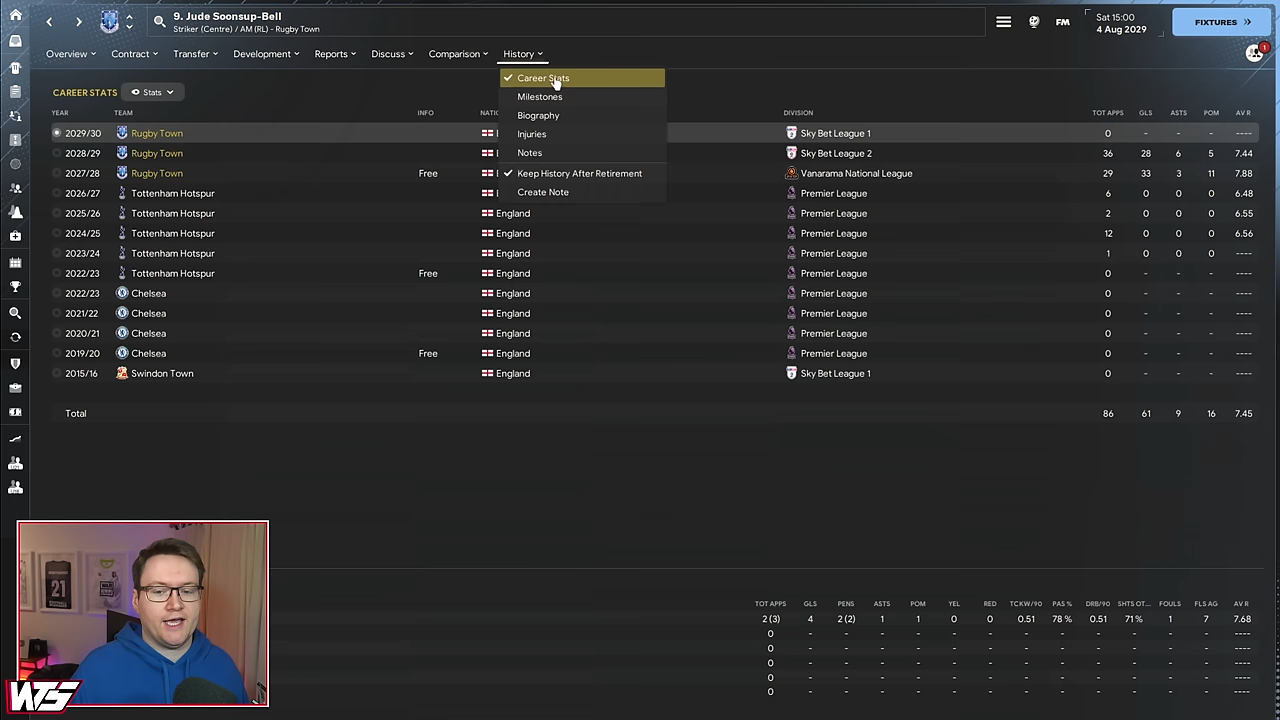 9. Jude Soonsup-Bell
Striker (Centre) / AM (RL) - Rugby Town
FM
Sat 15:00
4 Aug 2029
FIXTURES
1
Overview Contract Transfer Development Reports Discuss Comparison History
Career Stats
Milestones
Biography
Injuries
Notes
Keep History After Retirement
Create Note
CAREER STATS Stats
YEAR TEAM INFO NATI DIVISION TOT APPS GLS ASTS POM AV R
2029/30 Rugby Town Sky Bet League 1 0 - - - ----
2028/29 Rugby Town Sky Bet League 2 36 28 6 5 7.44
2027/28 Rugby Town Free Vanarama National League 29 33 3 11 7.88
2026/27 Tottenham Hotspur Premier League 6 0 0 0 6.48
2025/26 Tottenham Hotspur England Premier League 2 0 0 0 6.55
2024/25 Tottenham Hotspur England Premier League 12 0 0 0 6.56
2023/24 Tottenham Hotspur England Premier League 1 0 0 0 ----
2022/23 Tottenham Hotspur Free England Premier League 0 - - - ----
2022/23 Chelsea England Premier League 0 - - - ----
2021/22 Chelsea England Premier League 0 - - - ----
2020/21 Chelsea England Premier League 0 - - - ----
2019/20 Chelsea Free England Premier League 0 - - - ----
2015/16 Swindon Town England Sky Bet League 1 0 - - - ----
Total 86 61 9 16 7.45
TOT APPS GLS PENS ASTS POM YEL RED TCKW/90 PAS % DRB/90 SHTS OT... FOULS FLS AG AV R
2 (3) 4 2 (2) 1 1 0 0 0.51 78 % 0.51 71 % 1 7 7.68
0 - - - - - - - - - - - - ----
0 - - - - - - - - - - - - ----
0 - - - - - - - - - - - - ----
0 - - - - - - - - - - - - ----
0 - - - - - - - - - - - - ----
21
WTS